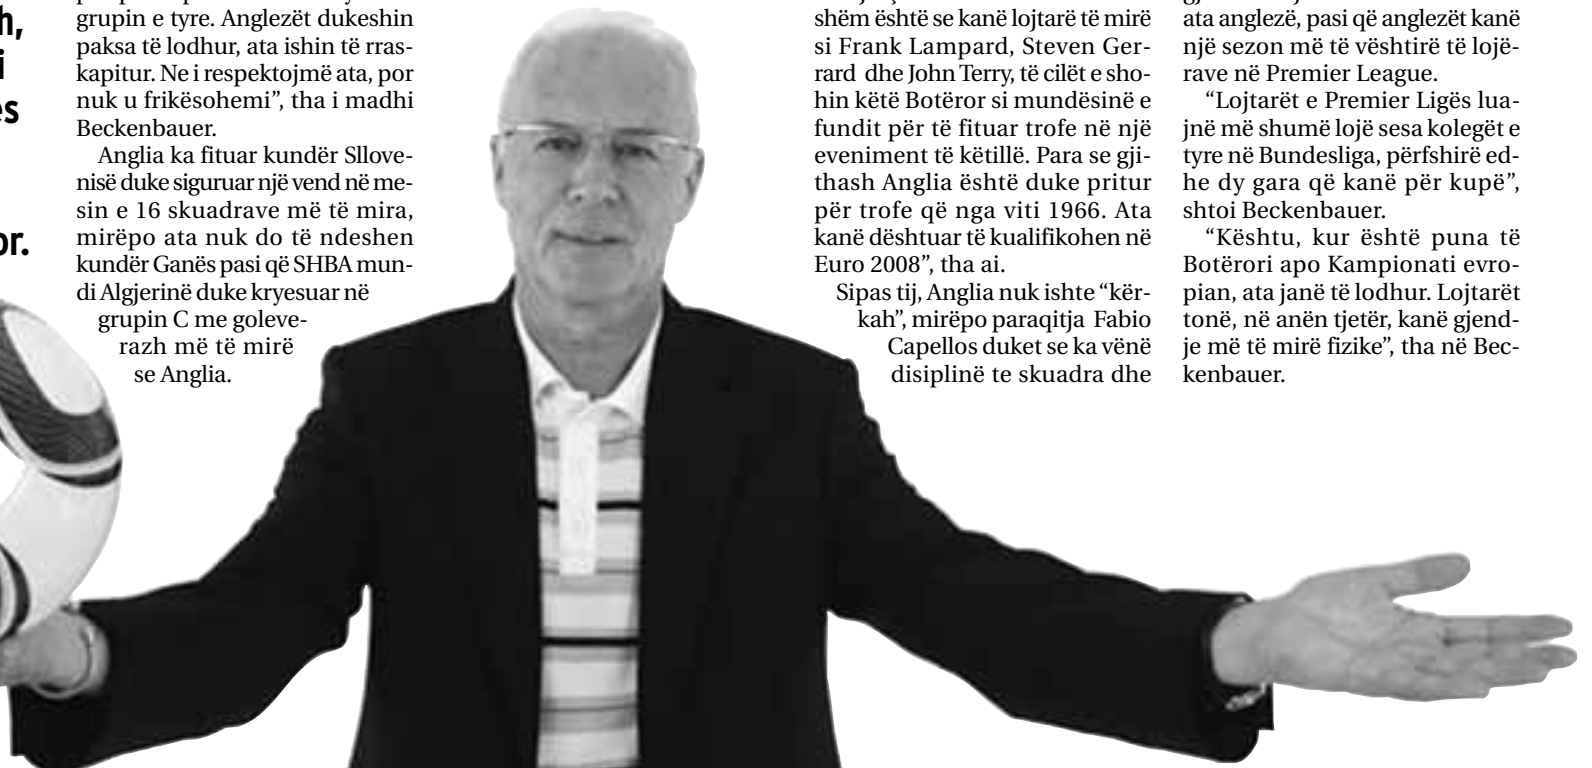 h,
i
es
or.
grupin e tyre. Anglezët dukeshin
paksa të lodhur, ata ishin të rras-
kapitur. Ne i respektojmë ata, por
nuk u frikësohemi”, tha i madhi
Beckenbauer.
Anglia ka fituar kundër Sllove-
nisë duke siguruar një vend në me-
sin e 16 skuadrave më të mira,
mirëpo ata nuk do të ndeshen
kundër Ganës pasi që SHBA mun-
di Algjerinë duke kryesuar në
grupin C me goleve-
razh më të mirë
se Anglia.
shëm është se kanë lojtarë të mirë
si Frank Lampard, Steven Ger-
rard dhe John Terry, të cilët e sho-
hin këtë Botëror si mundësinë e
fundit për të fituar trofe në një
eveniment të këtillë. Para se gji-
thash Anglia është duke pritur
për trofe që nga viti 1966. Ata
kanë dështuar të kualifikohen në
Euro 2008”, tha ai.
Sipas tij, Anglia nuk ishte “kër-
kah”, mirëpo paraqitja Fabio
Capellos duket se ka vënë
disiplinë te skuadra dhe
ata anglezë, pasi që anglezët kanë
një sezon më të vështirë të lojë-
rave në Premier League.
“Lojtarët e Premier Ligës lua-
jnë më shumë lojë sesa kolegët e
tyre në Bundesliga, përfshirë ed-
he dy gara që kanë për kupë”,
shtoi Beckenbauer.
“Kështu, kur është puna të
Botërori apo Kampionati evro-
pian, ata janë të lodhur. Lojtarët
tonë, në anën tjetër, kanë gjend-
je më të mirë fizike”, tha në Bec-
kenbauer.